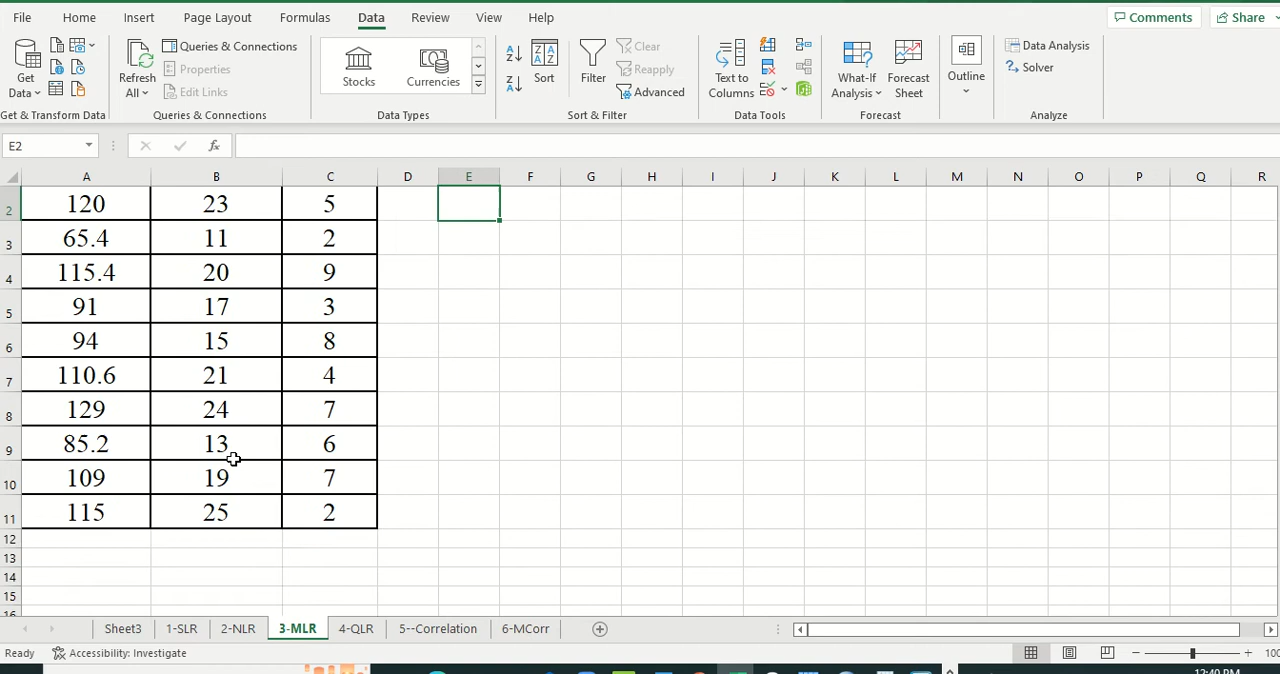 File Home Insert Page Layout Formulas Data Review View Help Comments Share
Get Data Refresh All Queries & Connections Properties Edit Links Stocks Currencies Sort Filter Clear Reapply Advanced Text to Columns What-If Analysis Forecast Sheet Outline Data Analysis Solver
Get & Transform Data Queries & Connections Data Types Sort & Filter Data Tools Forecast Analyze
E2 fx
A B C D E F G H I J K L M N O P Q R
2 120 23 5
3 65.4 11 2
4 115.4 20 9
5 91 17 3
6 94 15 8
7 110.6 21 4
8 129 24 7
9 85.2 13 6
10 109 19 7
11 115 25 2
12
13
14
15
16
Sheet3 1-SLR 2-NLR 3-MLR 4-QLR 5--Correlation 6-MCorr
Ready Accessibility: Investigate 100
12:40 PM